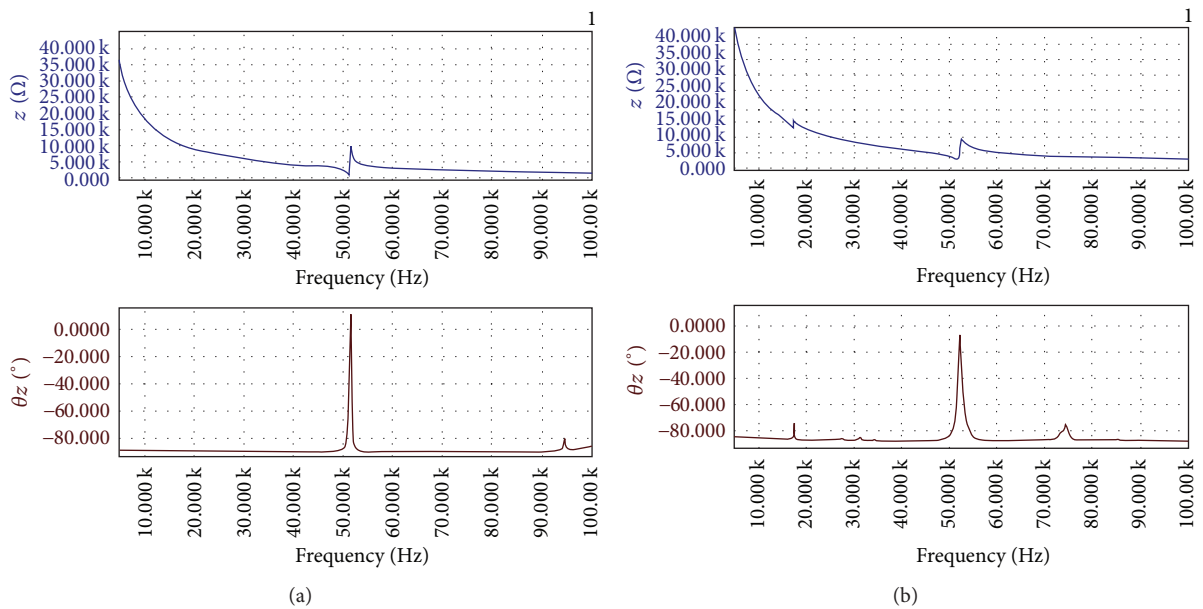 1
40.000 k
35.000 k
30.000 k
25.000 k
20.000 k
15.000 k
10.000 k
5.000 k
0.000
z (Ω)
10.000 k
20.000 k
30.000 k
40.000 k
50.000 k
60.000 k
70.000 k
80.000 k
90.000 k
100.00 k
Frequency (Hz)
0.0000
−20.000
−40.000
−60.000
−80.000
θz (°)
10.000 k
20.000 k
30.000 k
40.000 k
50.000 k
60.000 k
70.000 k
80.000 k
90.000 k
100.00 k
Frequency (Hz)
(a)
1
40.000 k
35.000 k
30.000 k
25.000 k
20.000 k
15.000 k
10.000 k
5.000 k
0.000
z (Ω)
10.000 k
20.000 k
30.000 k
40.000 k
50.000 k
60.000 k
70.000 k
80.000 k
90.000 k
100.00 k
Frequency (Hz)
0.0000
−20.000
−40.000
−60.000
−80.000
θz (°)
10.000 k
20.000 k
30.000 k
40.000 k
50.000 k
60.000 k
70.000 k
80.000 k
90.000 k
100.00 k
Frequency (Hz)
(b)